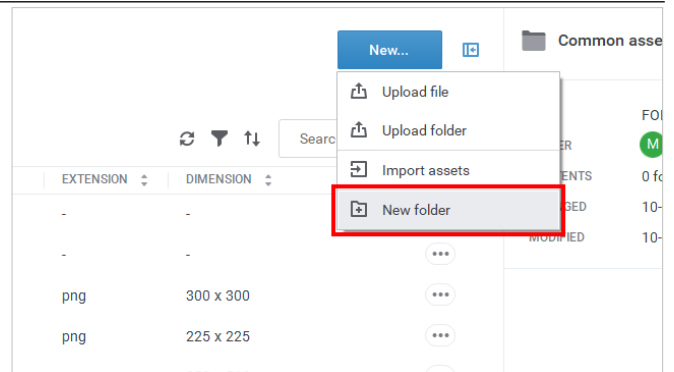 New...
Common asse
Upload file
Upload folder
Import assets
New folder
Searc
FO
ER
M
ENTS
0 fo
GED
10-
MODIFIED
10-
EXTENSION
DIMENSION
-
-
-
-
png
300 x 300
png
225 x 225